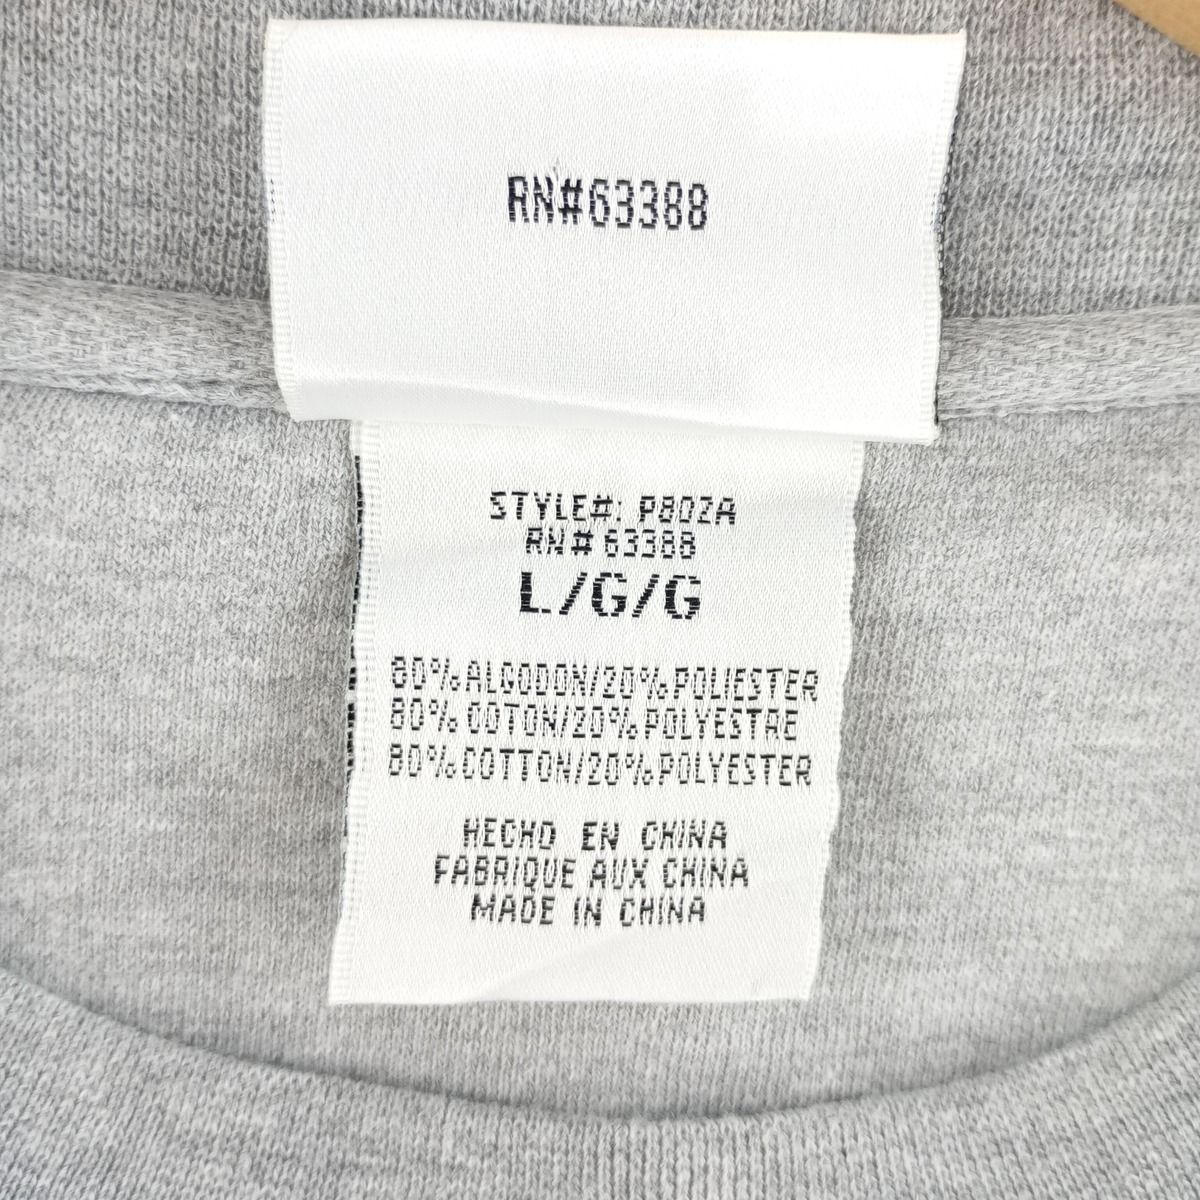 RN#63388
STYLE#: P802A
RN# 63388
L/G/G
80% ALGODON/20% POLIESTER
80% COTON/20% POLYESTRE
80% COTTON/20% POLYESTER
HECHO EN CHINA
FABRIQUE AUX CHINA
MADE IN CHINA